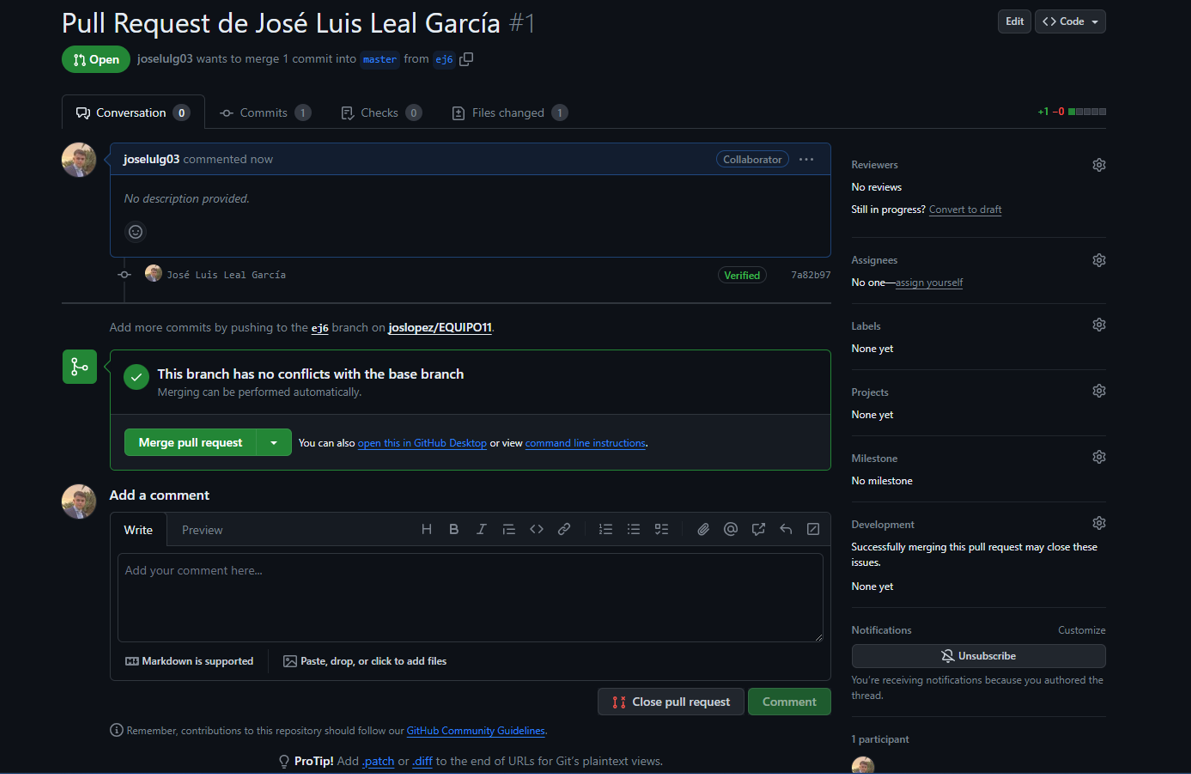 Pull Request de José Luis Leal García #1
Edit
Code
Open
joselulg03 wants to merge 1 commit into master from ej6
Conversation 0
Commits 1
Checks 0
Files changed 1
+1 −0
joselulg03 commented now
Collaborator
No description provided.
José Luis Leal García
Verified
7a82b97
Add more commits by pushing to the ej6 branch on joslopez/EQUIPO11.
This branch has no conflicts with the base branch
Merging can be performed automatically.
Merge pull request
You can also open this in GitHub Desktop or view command line instructions.
Add a comment
Write
Preview
Add your comment here...
Markdown is supported
Paste, drop, or click to add files
Close pull request
Comment
Remember, contributions to this repository should follow our GitHub Community Guidelines.
ProTip! Add .patch or .diff to the end of URLs for Git's plaintext views.
Reviewers
No reviews
Still in progress? Convert to draft
Assignees
No one—assign yourself
Labels
None yet
Projects
None yet
Milestone
No milestone
Development
Successfully merging this pull request may close these
issues.
None yet
Notifications
Customize
Unsubscribe
You're receiving notifications because you authored the
thread.
1 participant